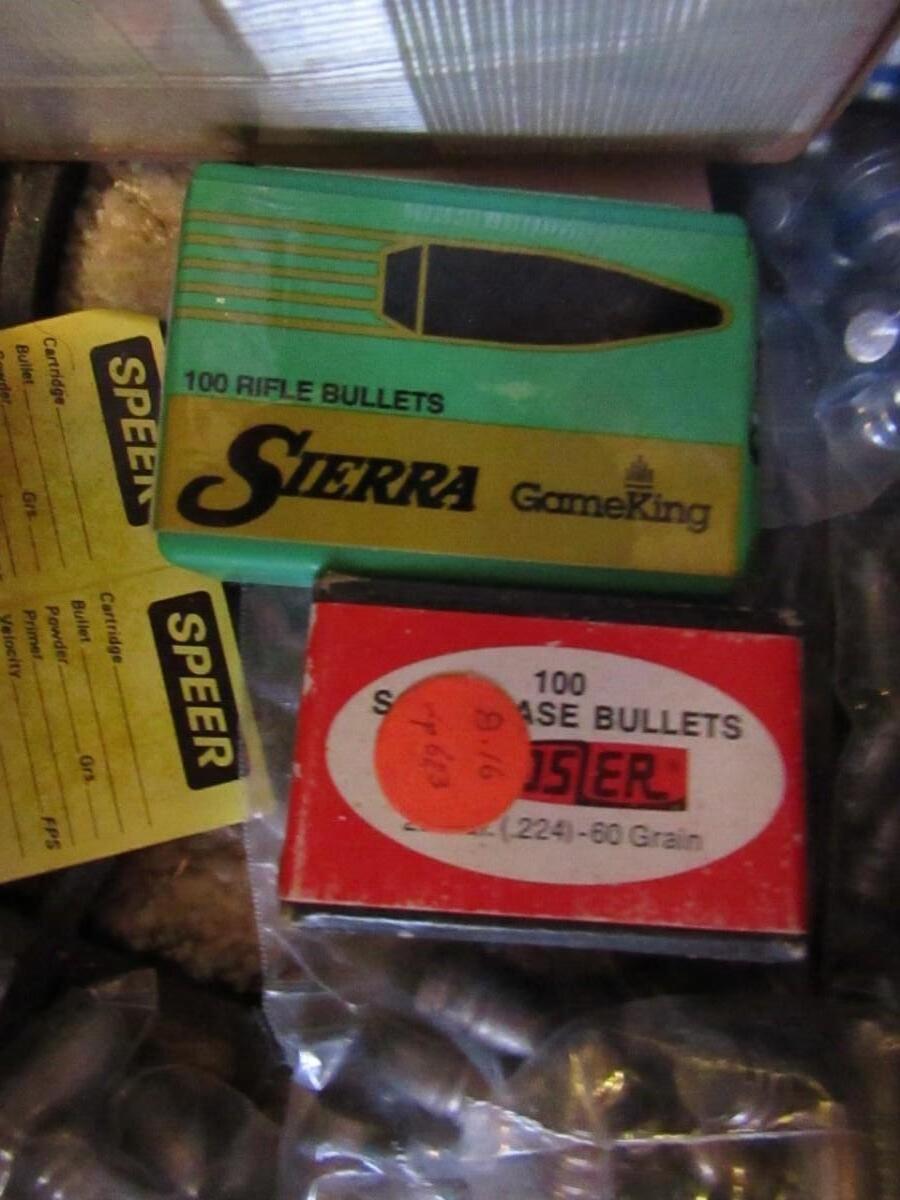 100 RIFLE BULLETS
SIERRA GameKing
SPEER
Cartridge
Bullet Grs.
SPEER
Cartridge
Bullet Grs.
Powder
Primer
Velocity FPS
100
BULLETS
(.224)-60 Grain